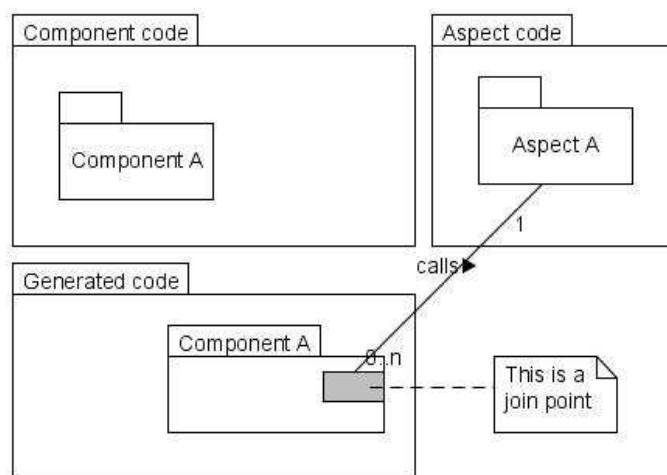 Component code
Aspect code
Component A
Aspect A
1
calls
Generated code
Component A
0..n
This is a
join point